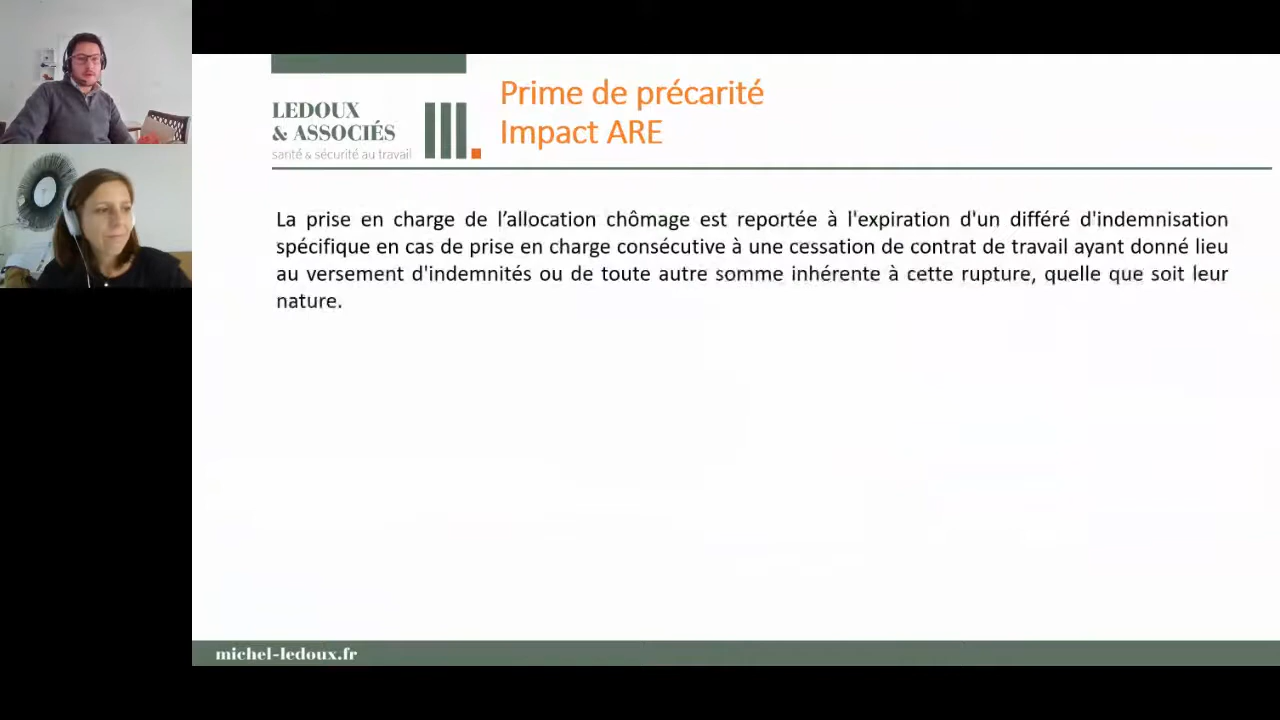 LEDOUX
& ASSOCIÉS
santé & sécurité au travail
Prime de précarité
Impact ARE
La prise en charge de l’allocation chômage est reportée à l'expiration d'un différé d'indemnisation
spécifique en cas de prise en charge consécutive à une cessation de contrat de travail ayant donné lieu
au versement d'indemnités ou de toute autre somme inhérente à cette rupture, quelle que soit leur
nature.
michel-ledoux.fr